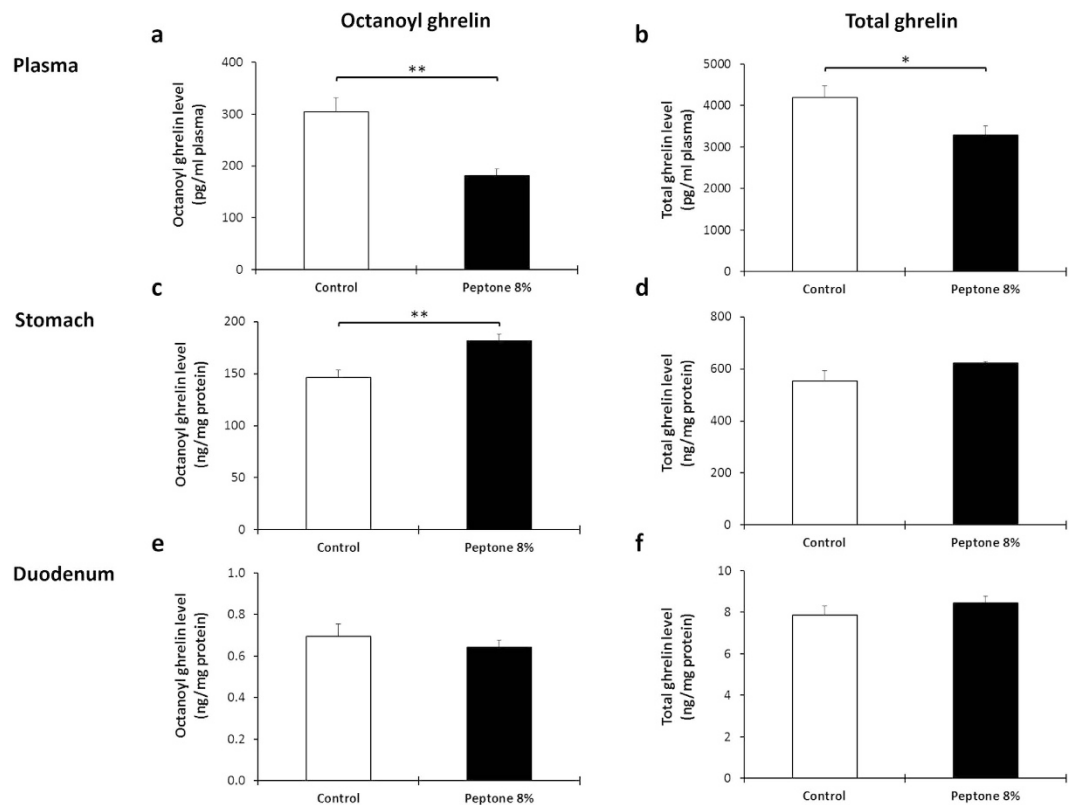 Octanoyl ghrelin
Total ghrelin
Plasma
a
Octanoyl ghrelin level
(pg/ml plasma)
400
300
200
100
0
**
Control
Peptone 8%
b
Total ghrelin level
(pg/ml plasma)
5000
4000
3000
2000
1000
0
*
Control
Peptone 8%
Stomach
c
Octanoyl ghrelin level
(ng/mg protein)
200
150
100
50
0
**
Control
Peptone 8%
d
Total ghrelin level
(ng/mg protein)
800
600
400
200
0
Control
Peptone 8%
Duodenum
e
Octanoyl ghrelin level
(ng/mg protein)
1.0
0.8
0.6
0.4
0.2
0.0
Control
Peptone 8%
f
Total ghrelin level
(ng/mg protein)
10
8
6
4
2
0
Control
Peptone 8%